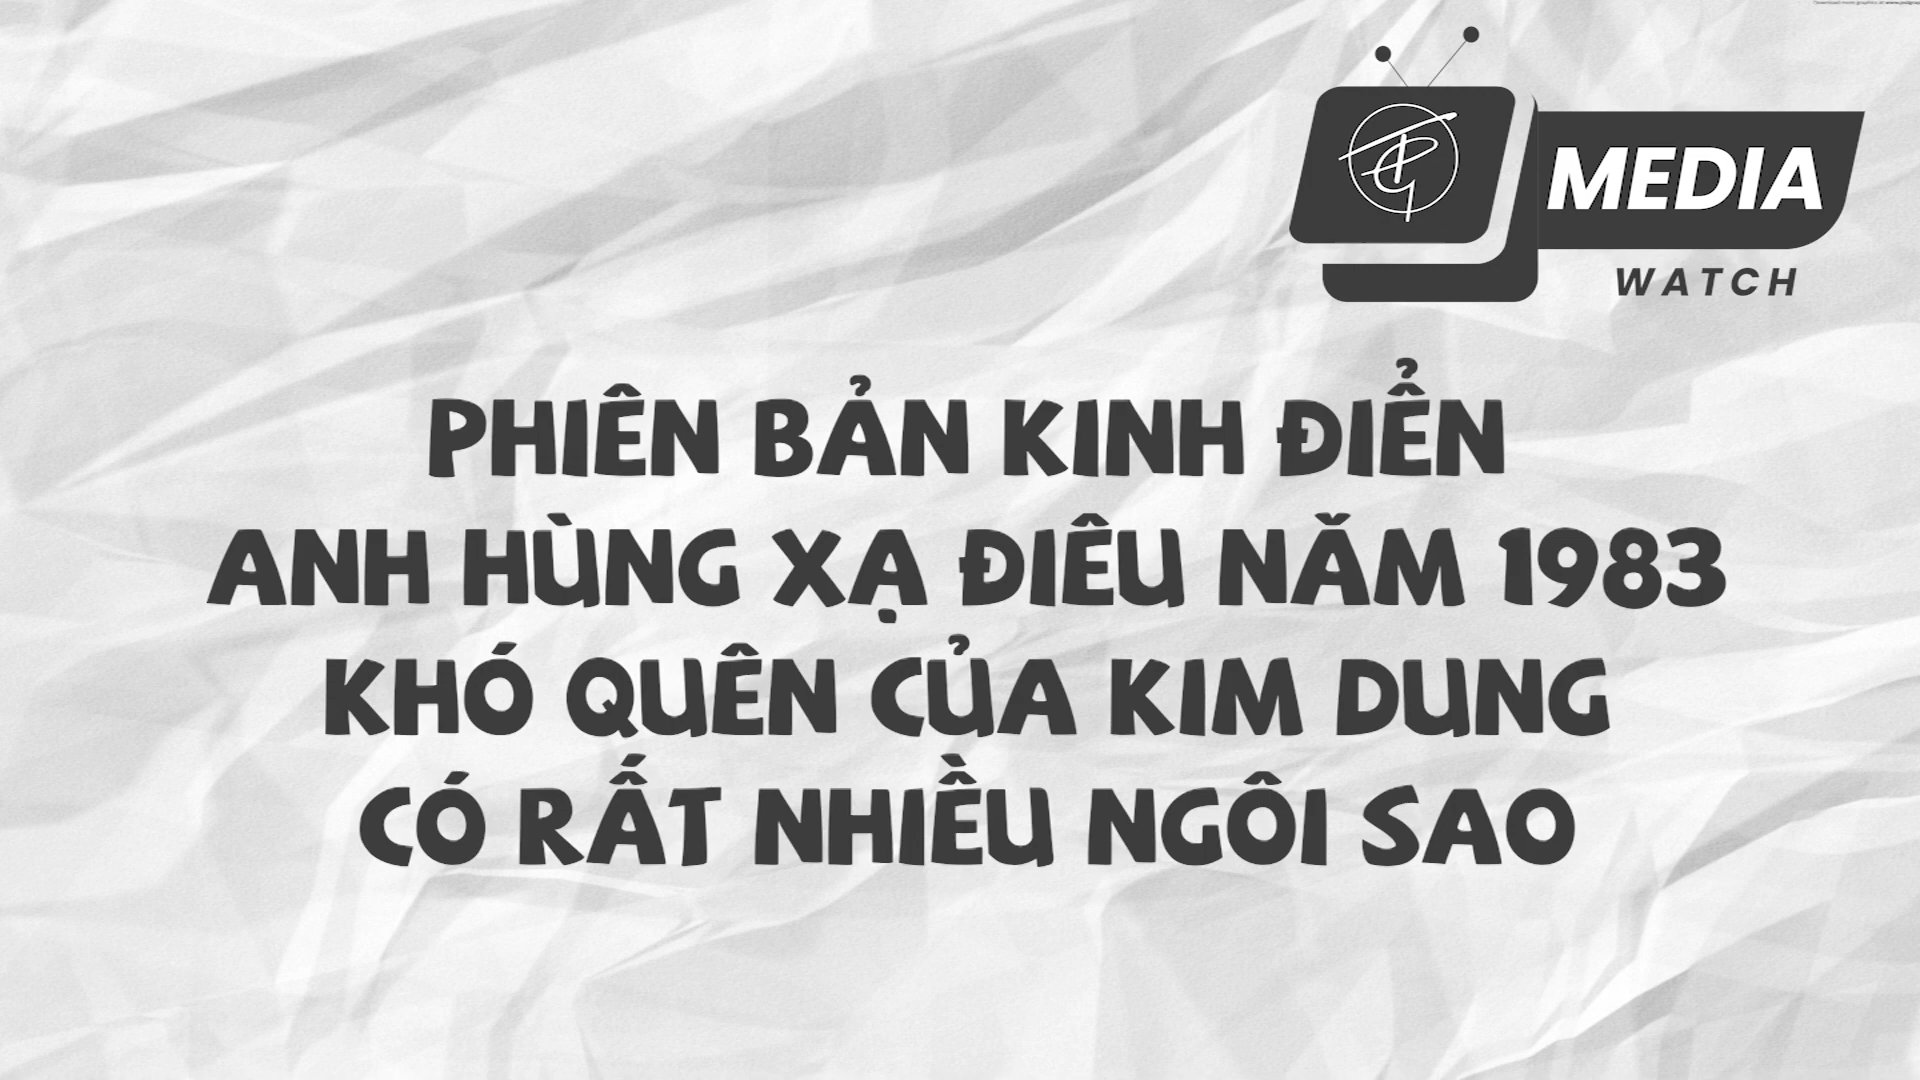 MEDIA
WATCH
PHIÊN BẢN KINH ĐIỂN
ANH HÙNG XẠ ĐIÊU NĂM 1983
KHÓ QUÊN CỦA KIM DUNG
CÓ RẤT NHIỀU NGÔI SAO